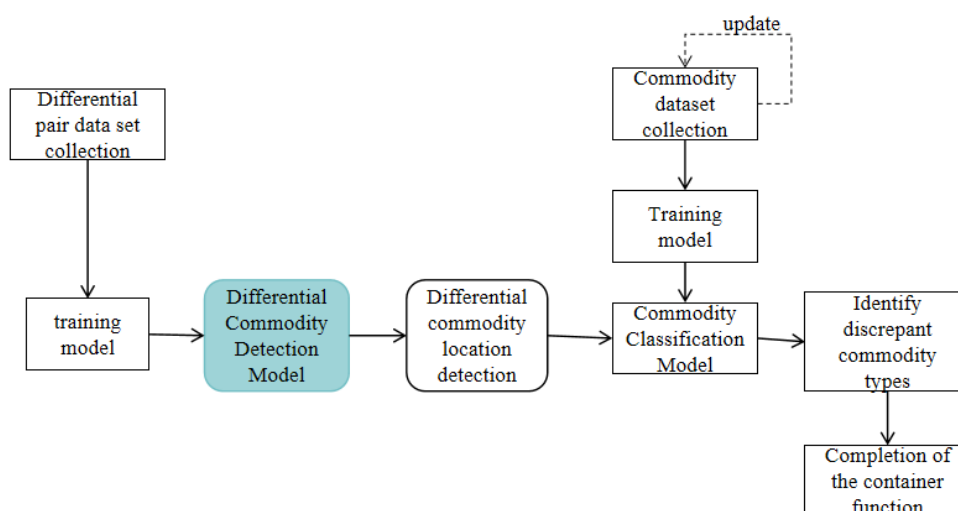 update
Commodity
dataset
collection
Differential
pair data set
collection
Training
model
Differential
Commodity
Detection
Model
Differential
commodity
location
detection
training
model
Commodity
Classification
Model
Identify
discrepant
commodity
types
Completion of
the container
function